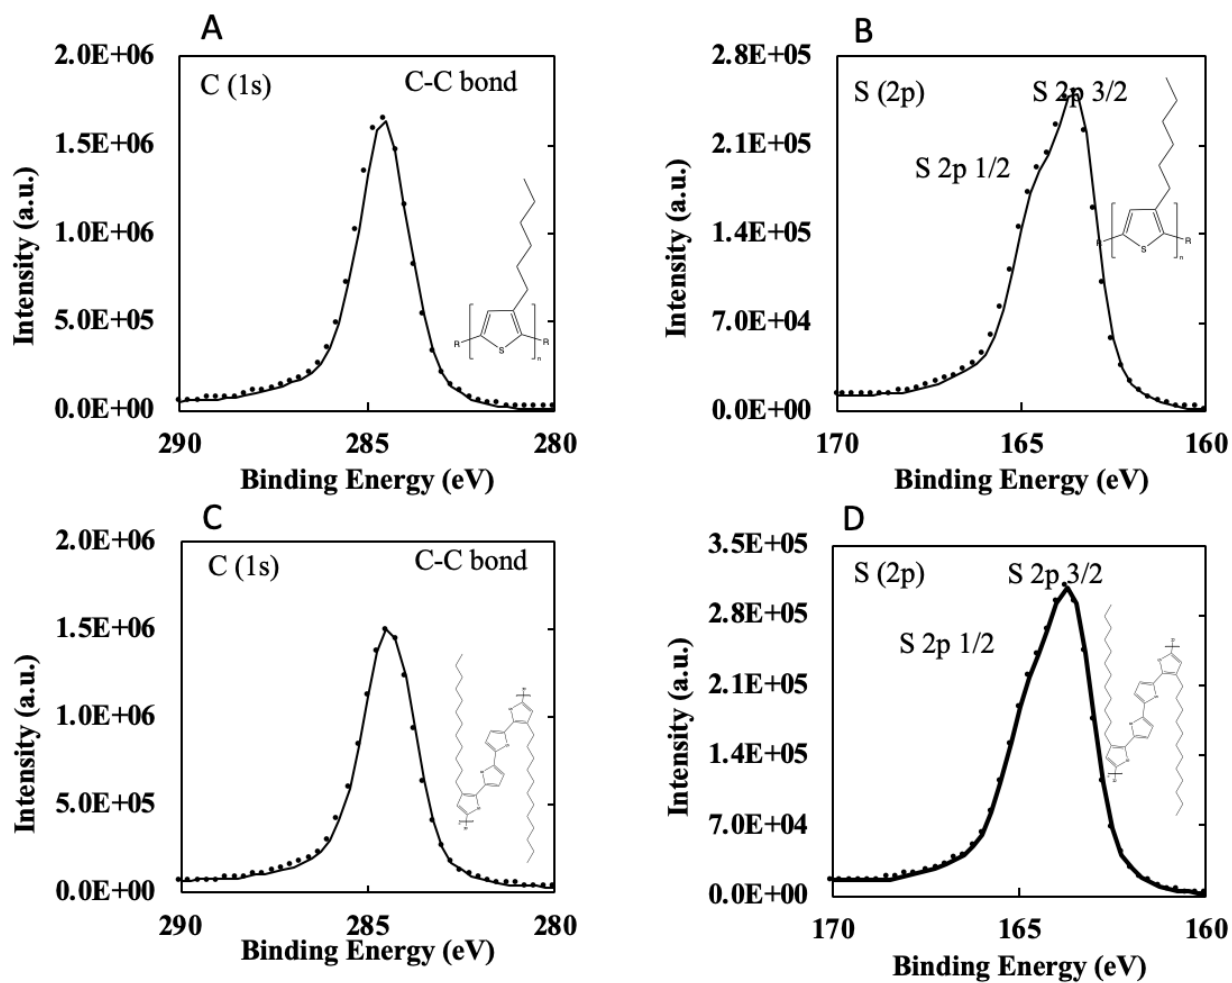 A
B
2.0E+06
C (1s)
C-C bond
1.5E+06
1.0E+06
5.0E+05
0.0E+00
Intensity (a.u.)
R
S
n
R
290
285
280
Binding Energy (eV)
2.8E+05
S (2p)
S 2p 3/2
2.1E+05
S 2p 1/2
1.4E+05
7.0E+04
0.0E+00
Intensity (a.u.)
R
S
n
R
170
165
160
Binding Energy (eV)
C
D
2.0E+06
C (1s)
C-C bond
1.5E+06
1.0E+06
5.0E+05
0.0E+00
Intensity (a.u.)
290
285
280
Binding Energy (eV)
3.5E+05
S (2p)
S 2p 3/2
2.8E+05
S 2p 1/2
2.1E+05
1.4E+05
7.0E+04
0.0E+00
Intensity (a.u.)
170
165
160
Binding Energy (eV)